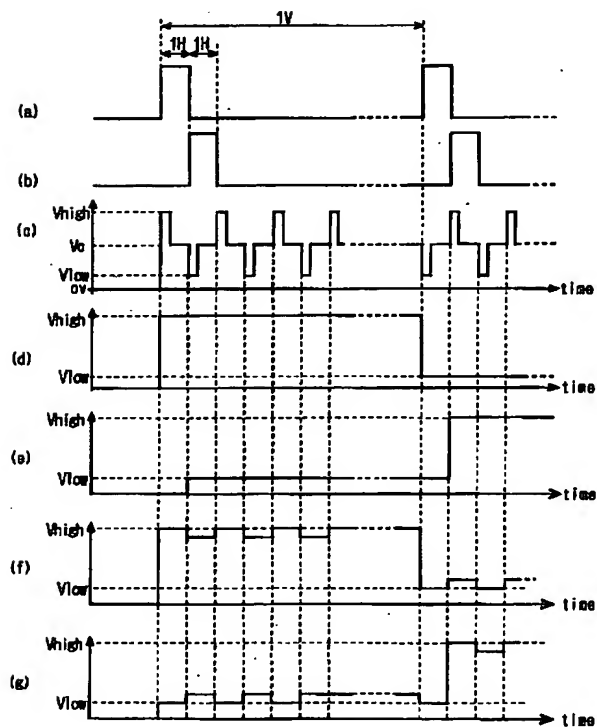 1V
1H 1H
(a)
(b)
(c)
Vhigh
Vc
Vlow
0V
time
(d)
Vhigh
Vlow
time
(e)
Vhigh
Vlow
time
(f)
Vhigh
Vlow
time
(g)
Vhigh
Vlow
time